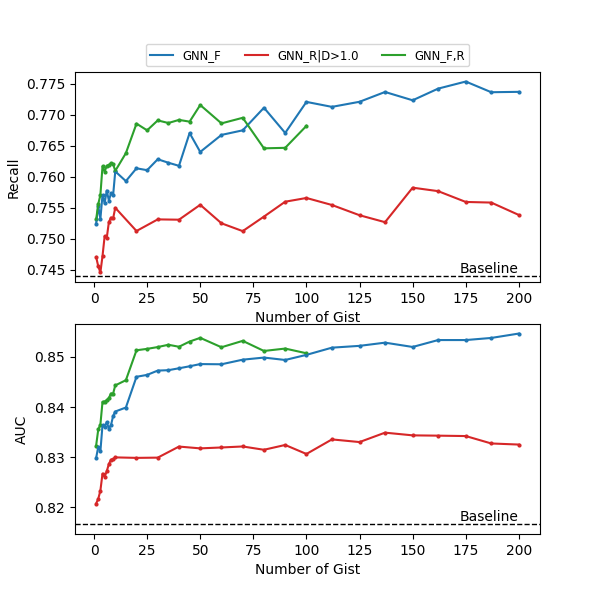 GNN_F GNN_R|D>1.0 GNN_F,R
0.775
0.770
0.765
0.760
0.755
0.750
0.745
Recall
Baseline
0 25 50 75 100 125 150 175 200
Number of Gist
0.85
0.84
0.83
0.82
AUC
Baseline
0 25 50 75 100 125 150 175 200
Number of Gist